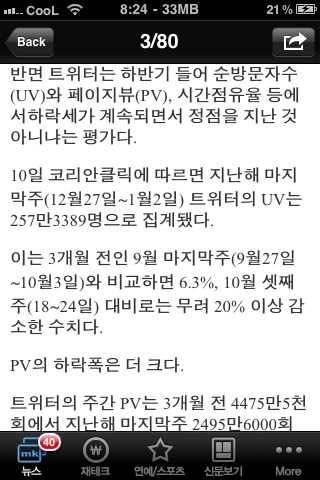 CooL 8:24 - 33MB 21%
Back 3/80
반면 트위터는 하반기 들어 순방문자수
(UV)와 페이지뷰(PV), 시간점유율 등에
서하락세가 계속되면서 정점을 지난 것
아니냐는 평가다.
10일 코리안클릭에 따르면 지난해 마지
막주(12월27일~1월2일) 트위터의 UV는
257만3389명으로 집계됐다.
이는 3개월 전인 9월 마지막주(9월27일
~10월3일)와 비교하면 6.3%, 10월 셋째
주(18~24일) 대비로는 무려 20% 이상 감
소한 수치다.
PV의 하락폭은 더 크다.
트위터의 주간 PV는 3개월 전 4475만5천
회에서 지난해 마지막주 2495만6000회
mk 40
뉴스 재테크 연예/스포츠 신문보기 More